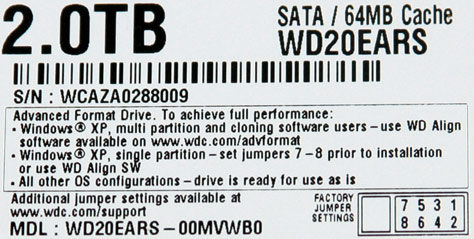 2.0TB
SATA / 64MB Cache
WD20EARS
S/N : WCAZA0288009
Advanced Format Drive. To achieve full performance:
• Windows® XP, multi partition and cloning software users – use WD Align
software available on www.wdc.com/advformat
• Windows® XP, single partition – set jumpers 7-8 prior to installation
or use WD Align SW
• All other OS configurations – drive is ready for use as is
Additional jumper settings available at
www.wdc.com/support
MDL : WD20EARS-00MVWB0
FACTORY
JUMPER
SETTINGS
7 5 3 1
8 6 4 2